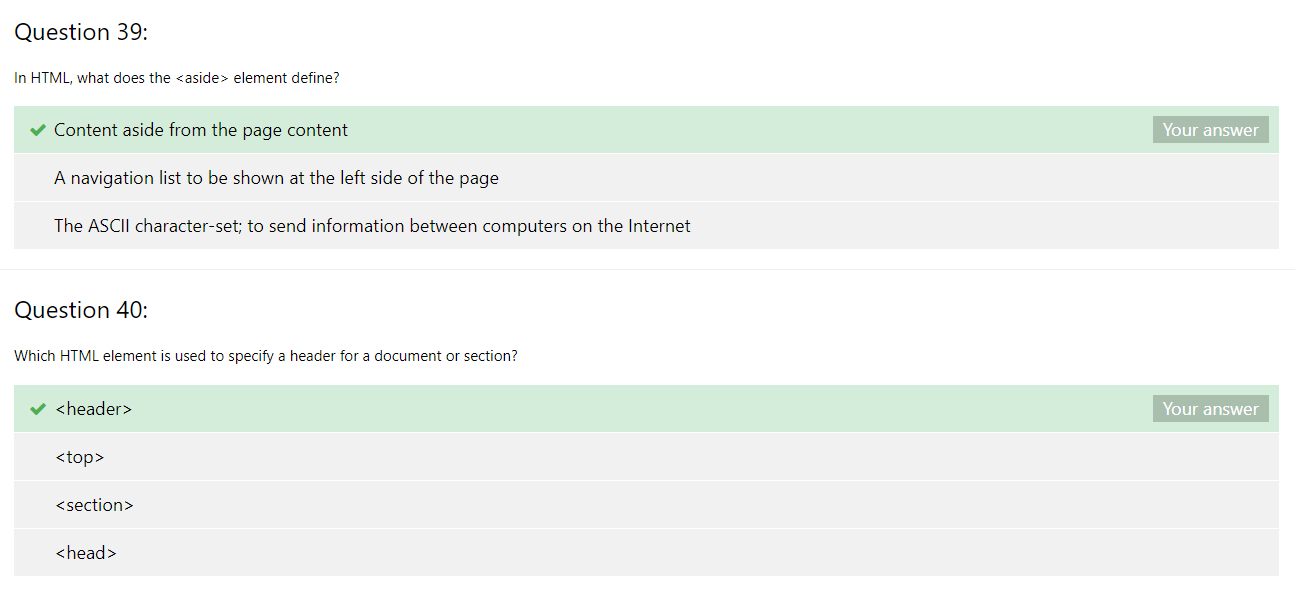 Question 39:
In HTML, what does the <aside> element define?
Content aside from the page content
Your answer
A navigation list to be shown at the left side of the page
The ASCII character-set; to send information between computers on the Internet
Question 40:
Which HTML element is used to specify a header for a document or section?
<header>
Your answer
<top>
<section>
<head>